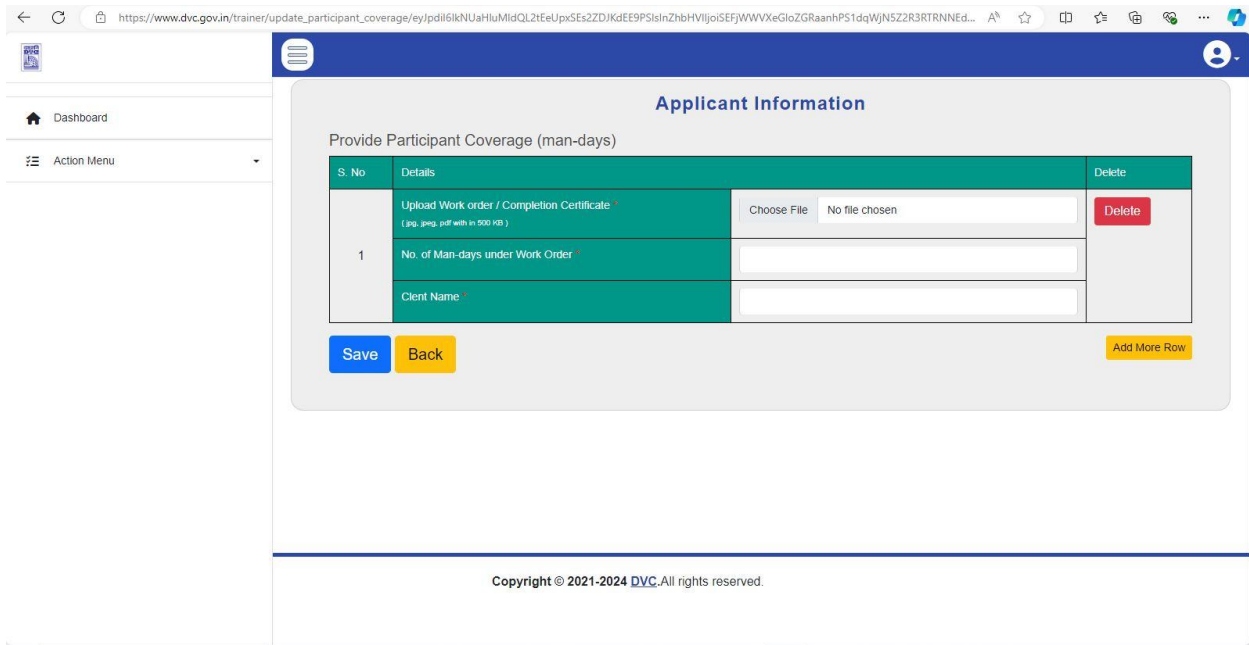 https://www.dvc.gov.in/trainer/update_participant_coverage/
Dashboard
Action Menu
Applicant Information
Provide Participant Coverage (man-days)
S. No Details Delete
Upload Work order / Completion Certificate * Choose File No file chosen Delete
( jpg, jpeg, pdf with in 500 KB )
1 No. of Man-days under Work Order *
Clent Name *
Save Back Add More Row
Copyright © 2021-2024 DVC.All rights reserved.